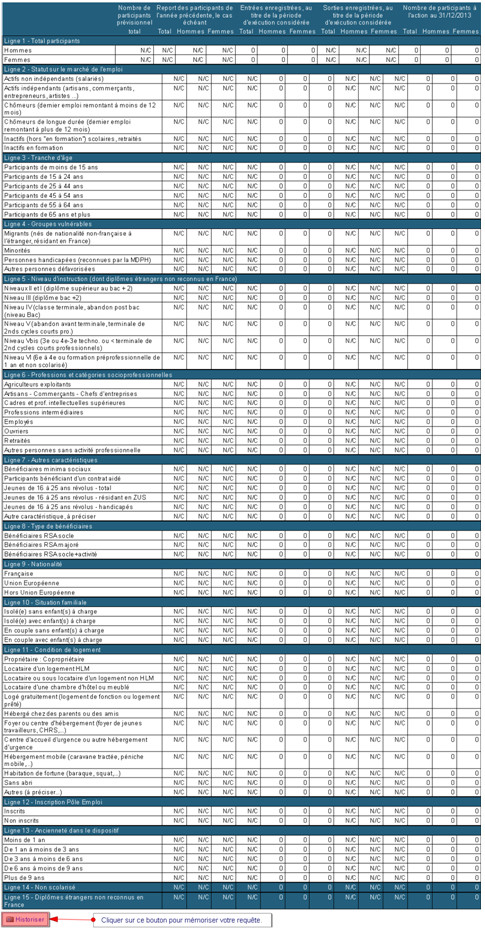 Nombre de participants prévisionnel
Report des participants de l'année précédente, le cas échéant
Entrées enregistrées, au titre de la période d'exécution considérée
Sorties enregistrées, au titre de la période d'exécution considérée
Nombre de participants à l'action au 31/12/2013
total Total Hommes Femmes Total Hommes Femmes Total Hommes Femmes Total Hommes Femmes
Ligne 1 - Total participants
Hommes N/C N/C N/C N/C 0 0 0 0 0 0 0 0 0
Femmes N/C N/C N/C N/C 0 0 0 0 0 0 0 0 0
Ligne 2 - Statut sur le marché de l'emploi
Actifs non indépendants (salariés) N/C N/C N/C N/C 0 0 0 N/C N/C N/C 0 0 0
Actifs indépendants (artisans, commerçants,
entrepreneurs, artistes ...) N/C N/C N/C N/C 0 0 0 N/C N/C N/C 0 0 0
Chômeurs (dernier emploi remontant à moins de 12
mois) N/C N/C N/C N/C 0 0 0 N/C N/C N/C 0 0 0
Chômeurs de longue durée (dernier emploi
remontant à plus de 12 mois) N/C N/C N/C N/C 0 0 0 N/C N/C N/C 0 0 0
Inactifs (hors "en formation") scolaires, retraités N/C N/C N/C N/C 0 0 0 N/C N/C N/C 0 0 0
Inactifs en formation N/C N/C N/C N/C 0 0 0 N/C N/C N/C 0 0 0
Ligne 3 - Tranche d'âge
Participants de moins de 15 ans N/C N/C N/C N/C 0 0 0 N/C N/C N/C 0 0 0
Participants de 15 à 24 ans N/C N/C N/C N/C 0 0 0 N/C N/C N/C 0 0 0
Participants de 25 à 44 ans N/C N/C N/C N/C 0 0 0 N/C N/C N/C 0 0 0
Participants de 45 à 54 ans N/C N/C N/C N/C 0 0 0 N/C N/C N/C 0 0 0
Participants de 55 à 64 ans N/C N/C N/C N/C 0 0 0 N/C N/C N/C 0 0 0
Participants de 65 ans et plus N/C N/C N/C N/C 0 0 0 N/C N/C N/C 0 0 0
Ligne 4 - Groupes vulnérables
Migrants (nés de nationalité non-française à
l'étranger, résidant en France) N/C N/C N/C N/C 0 0 0 N/C N/C N/C 0 0 0
Minorités N/C N/C N/C N/C 0 0 0 N/C N/C N/C 0 0 0
Personnes handicapées (reconnues par la MDPH) N/C N/C N/C N/C 0 0 0 N/C N/C N/C 0 0 0
Autres personnes défavorisées N/C N/C N/C N/C 0 0 0 N/C N/C N/C 0 0 0
Ligne 5 - Niveau d'instruction (dont diplômes étrangers non reconnus en France)
Niveaux II et I (diplôme supérieur au bac + 2) N/C N/C N/C N/C 0 0 0 N/C N/C N/C 0 0 0
Niveau III (diplôme bac +2) N/C N/C N/C N/C 0 0 0 N/C N/C N/C 0 0 0
Niveau IV (classe terminale, abandon post bac
(niveau Bac) N/C N/C N/C N/C 0 0 0 N/C N/C N/C 0 0 0
Niveau V (abandon avant terminale, terminale de
2nds cycles courts pro.) N/C N/C N/C N/C 0 0 0 N/C N/C N/C 0 0 0
Niveau Vbis (3e ou 4e-3e techno. ou < terminale de
2nd cycles courts professionnels) N/C N/C N/C N/C 0 0 0 N/C N/C N/C 0 0 0
Niveau VI (6e à 4e ou formation préprofessionnelle de
1 an et non scolarisé) N/C N/C N/C N/C 0 0 0 N/C N/C N/C 0 0 0
Ligne 6 - Professions et catégories socioprofessionnelles
Agriculteurs exploitants N/C N/C N/C N/C 0 0 0 N/C N/C N/C 0 0 0
Artisans - Commerçants - Chefs d'entreprises N/C N/C N/C N/C 0 0 0 N/C N/C N/C 0 0 0
Cadres et prof. intellectuelles supérieures N/C N/C N/C N/C 0 0 0 N/C N/C N/C 0 0 0
Professions intermédiaires N/C N/C N/C N/C 0 0 0 N/C N/C N/C 0 0 0
Employés N/C N/C N/C N/C 0 0 0 N/C N/C N/C 0 0 0
Ouvriers N/C N/C N/C N/C 0 0 0 N/C N/C N/C 0 0 0
Retraités N/C N/C N/C N/C 0 0 0 N/C N/C N/C 0 0 0
Autres personnes sans activité professionnelle N/C N/C N/C N/C 0 0 0 N/C N/C N/C 0 0 0
Ligne 7 - Autres caractéristiques
Bénéficiaires minima sociaux N/C N/C N/C N/C 0 0 0 N/C N/C N/C 0 0 0
Participants bénéficiant d'un contrat aidé N/C N/C N/C N/C 0 0 0 N/C N/C N/C 0 0 0
Jeunes de 16 à 25 ans révolus - total N/C N/C N/C N/C 0 0 0 N/C N/C N/C 0 0 0
Jeunes de 16 à 25 ans révolus - résidant en ZUS N/C N/C N/C N/C 0 0 0 N/C N/C N/C 0 0 0
Jeunes de 16 à 25 ans révolus - handicapés N/C N/C N/C N/C 0 0 0 N/C N/C N/C 0 0 0
Autre caractéristique, à préciser N/C N/C N/C N/C 0 0 0 N/C N/C N/C 0 0 0
Ligne 8 - Type de bénéficiaires
Bénéficiaires RSA socle N/C N/C N/C N/C 0 0 0 N/C N/C N/C 0 0 0
Bénéficiaires RSA majoré N/C N/C N/C N/C 0 0 0 N/C N/C N/C 0 0 0
Bénéficiaires RSA socle+activité N/C N/C N/C N/C 0 0 0 N/C N/C N/C 0 0 0
Ligne 9 - Nationalité
Française N/C N/C N/C N/C 0 0 0 N/C N/C N/C 0 0 0
Union Européenne N/C N/C N/C N/C 0 0 0 N/C N/C N/C 0 0 0
Hors Union Européenne N/C N/C N/C N/C 0 0 0 N/C N/C N/C 0 0 0
Ligne 10 - Situation familiale
Isolé(e) sans enfant(s) à charge N/C N/C N/C N/C 0 0 0 N/C N/C N/C 0 0 0
Isolé(e) avec enfant(s) à charge N/C N/C N/C N/C 0 0 0 N/C N/C N/C 0 0 0
En couple sans enfant(s) à charge N/C N/C N/C N/C 0 0 0 N/C N/C N/C 0 0 0
En couple avec enfant(s) à charge N/C N/C N/C N/C 0 0 0 N/C N/C N/C 0 0 0
Ligne 11 - Condition de logement
Propriétaire : Copropriétaire N/C N/C N/C N/C 0 0 0 N/C N/C N/C 0 0 0
Locataire d'un logement HLM N/C N/C N/C N/C 0 0 0 N/C N/C N/C 0 0 0
Locataire ou sous locataire d'un logement non HLM N/C N/C N/C N/C 0 0 0 N/C N/C N/C 0 0 0
Locataire d'une chambre d'hôtel ou meublé N/C N/C N/C N/C 0 0 0 N/C N/C N/C 0 0 0
Logé gratuitement (logement de fonction ou logement
prêté) N/C N/C N/C N/C 0 0 0 N/C N/C N/C 0 0 0
Hébergé chez des parents ou des amis N/C N/C N/C N/C 0 0 0 N/C N/C N/C 0 0 0
Foyer ou centre d'hébergement (foyer de jeunes
travailleurs, CHRS,...) N/C N/C N/C N/C 0 0 0 N/C N/C N/C 0 0 0
Centre d'accueil d'urgence ou autre hébergement
d'urgence N/C N/C N/C N/C 0 0 0 N/C N/C N/C 0 0 0
Hébergement mobile (caravane tractée, péniche
mobile,...) N/C N/C N/C N/C 0 0 0 N/C N/C N/C 0 0 0
Habitation de fortune (baraque, squat,...) N/C N/C N/C N/C 0 0 0 N/C N/C N/C 0 0 0
Sans abri N/C N/C N/C N/C 0 0 0 N/C N/C N/C 0 0 0
Autres (à préciser...) N/C N/C N/C N/C 0 0 0 N/C N/C N/C 0 0 0
Ligne 12 - Inscription Pôle Emploi
Inscrits N/C N/C N/C N/C 0 0 0 N/C N/C N/C 0 0 0
Non inscrits N/C N/C N/C N/C 0 0 0 N/C N/C N/C 0 0 0
Ligne 13 - Ancienneté dans le dispositif
Moins de 1 an N/C N/C N/C N/C 0 0 0 N/C N/C N/C 0 0 0
De 1 an à moins de 3 ans N/C N/C N/C N/C 0 0 0 N/C N/C N/C 0 0 0
De 3 ans à moins de 6 ans N/C N/C N/C N/C 0 0 0 N/C N/C N/C 0 0 0
De 6 ans à moins de 9 ans N/C N/C N/C N/C 0 0 0 N/C N/C N/C 0 0 0
Plus de 9 ans N/C N/C N/C N/C 0 0 0 N/C N/C N/C 0 0 0
Ligne 14 - Non scolarisé N/C N/C N/C N/C 0 0 0 N/C N/C N/C 0 0 0
Ligne 15 - Diplômes étrangers non reconnus en
France N/C N/C N/C N/C 0 0 0 N/C N/C N/C 0 0 0
Historiser
Cliquer sur ce bouton pour mémoriser votre requête.